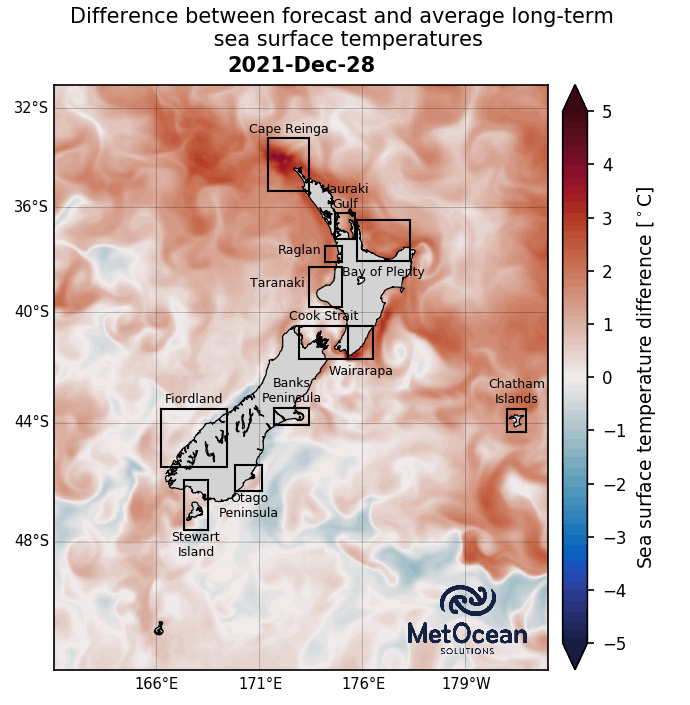 Difference between forecast and average long-term
sea surface temperatures
2021-Dec-28
32°S
36°S
40°S
44°S
48°S
Cape Reinga
Hauraki
Gulf
Raglan
Bay of Plenty
Taranaki
Cook Strait
Wairarapa
Banks
Peninsula
Fiordland
Chatham
Islands
Otago
Peninsula
Stewart
Island
MetOcean
SOLUTIONS
166°E
171°E
176°E
179°W
5
4
3
2
1
0
−1
−2
−3
−4
−5
Sea surface temperature difference [°C]